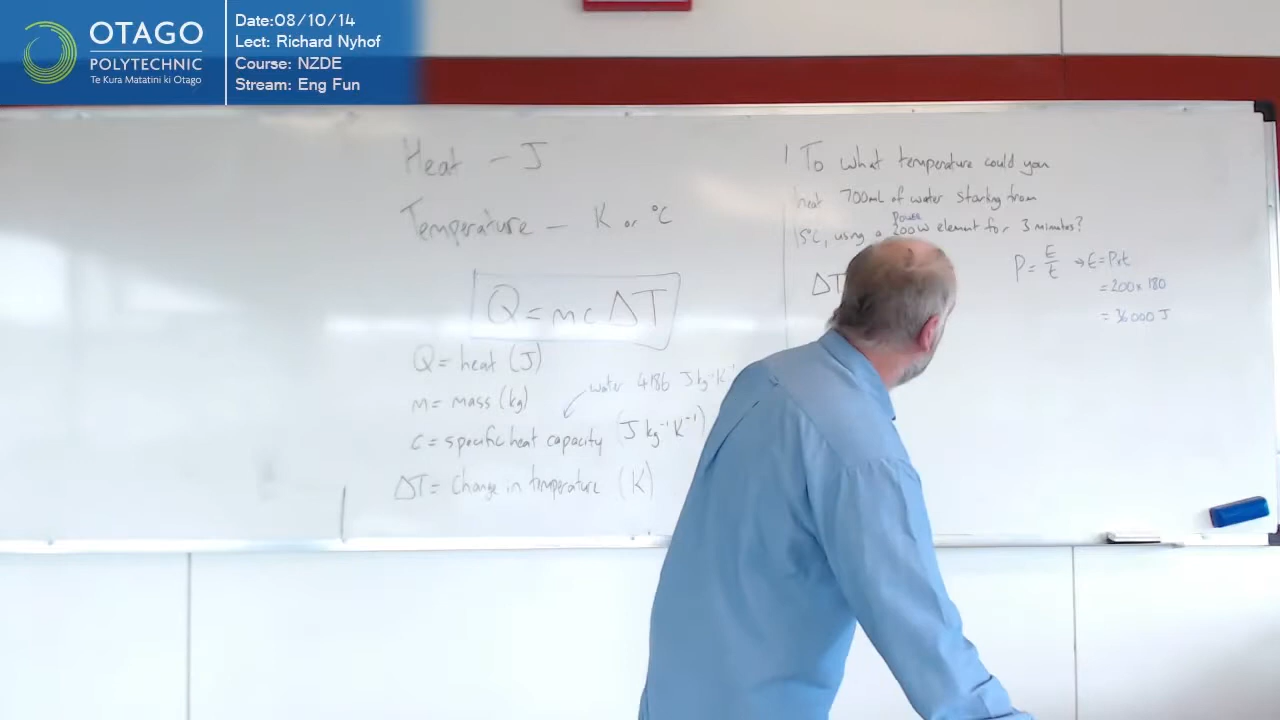 OTAGO
POLYTECHNIC
Te Kura Matatini ki Otago
Date:08/10/14
Lect: Richard Nyhof
Course: NZDE
Stream: Eng Fun
Heat - J
Temperature - K or °C
Q = mcΔT
Q = heat (J)
m = mass (kg)
water 4186 J kg⁻¹ K⁻¹
c = specific heat capacity (J kg⁻¹ K⁻¹)
ΔT = change in temperature (K)
1 To what temperature could you
heat 700mL of water starting from
Power
15°C, using a 200W element for 3 minutes?
ΔT
P = E/t → E = Pxt
= 200 x 180
= 36000 J